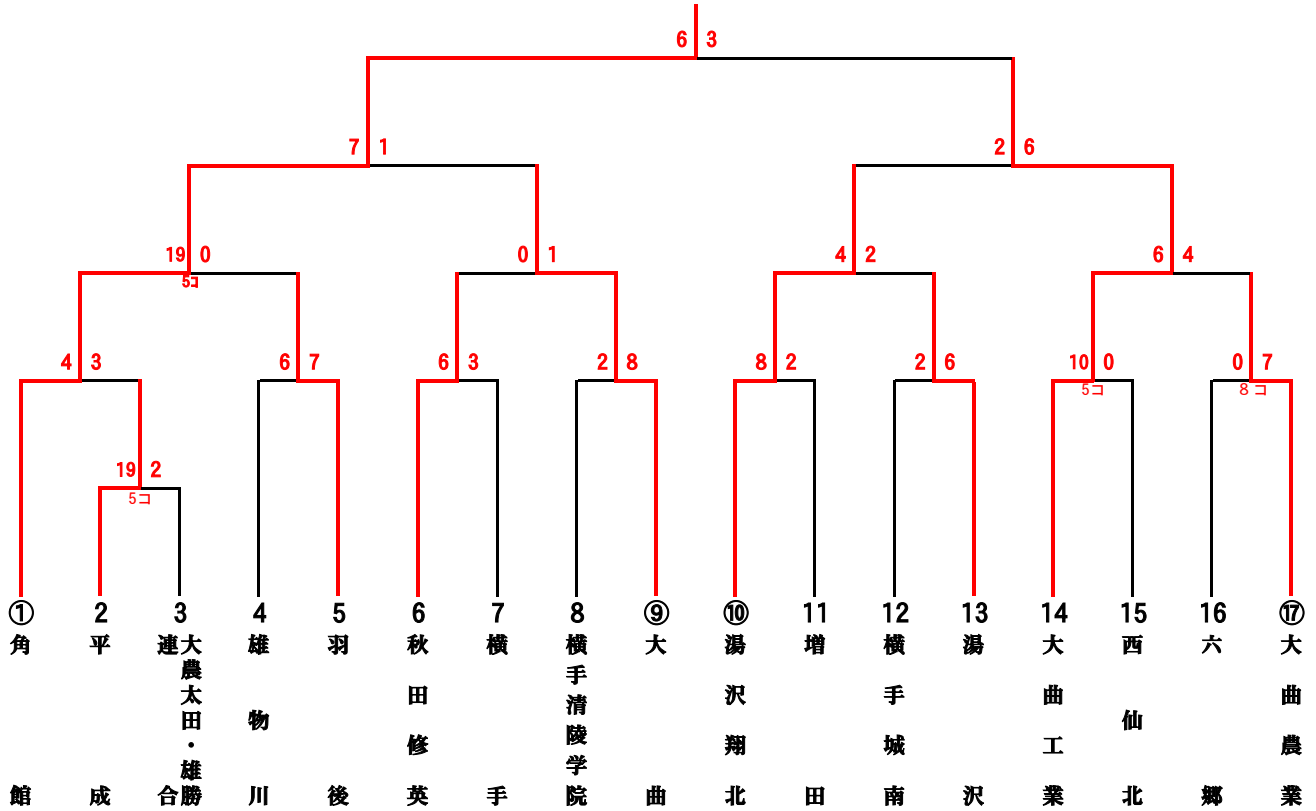 6 3
7 1
2 6
19 0
5コ
0 1
4 2
6 4
4 3
6 7
6 3
2 8
8 2
2 6
10 0
5コ
0 7
8コ
19 2
5コ
① 2 3 4 5 6 7 8 ⑨ ⑩ 11 12 13 14 15 16 ⑰
角館
平成
大農太田・雄勝
連合
雄物川
羽後
秋田修英
横手
横手清陵学院
大曲
湯沢翔北
増田
横手城南
湯沢
大曲工業
西仙北
六郷
大曲農業